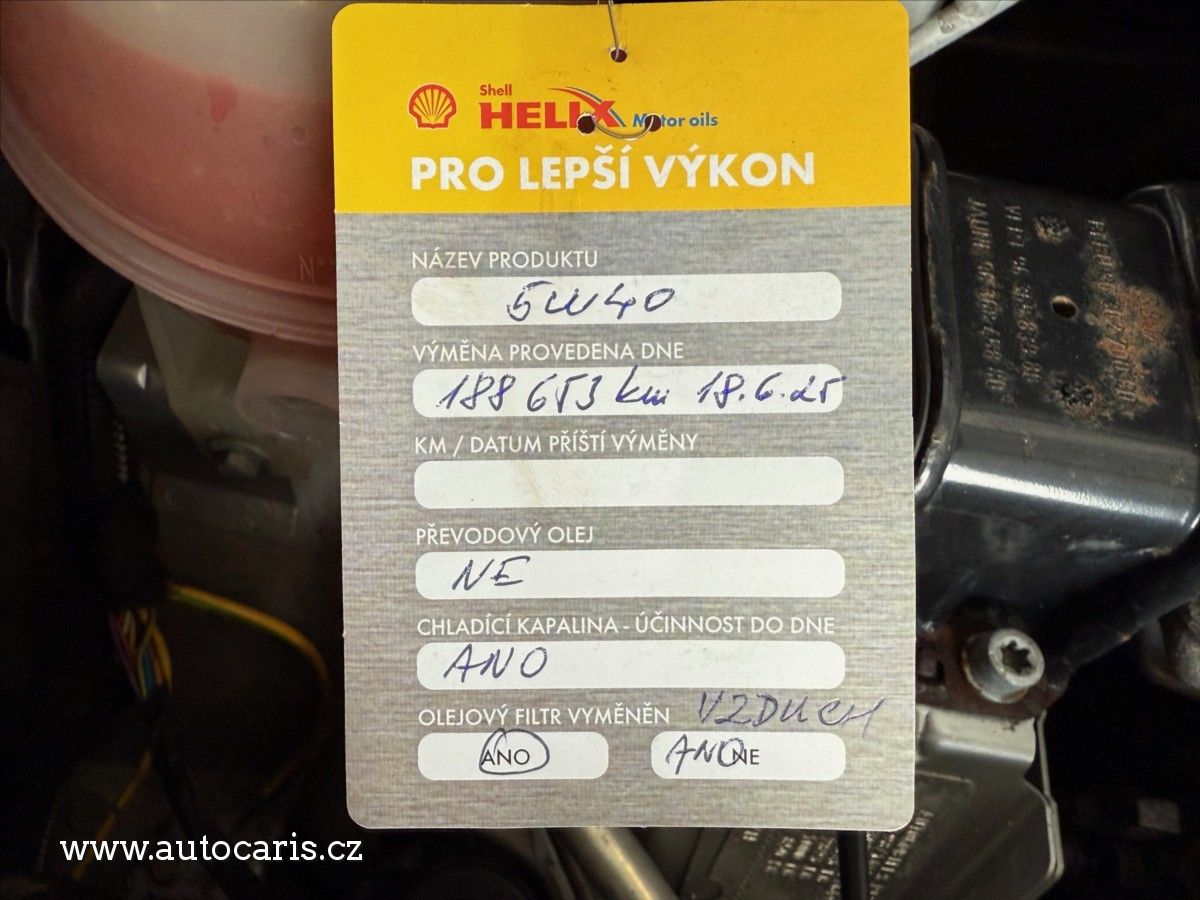 Shell
HELIX Motor oils
PRO LEPŠÍ VÝKON
NÁZEV PRODUKTU
5W40
VÝMĚNA PROVEDENA DNE
188 653 km 18.6.25
KM / DATUM PŘÍŠTÍ VÝMĚNY
PŘEVODOVÝ OLEJ
NE
CHLADÍCÍ KAPALINA - ÚČINNOST DO DNE
ANO
OLEJOVÝ FILTR VYMĚNĚN VZDUCH
ANO ANO NE
www.autocaris.cz